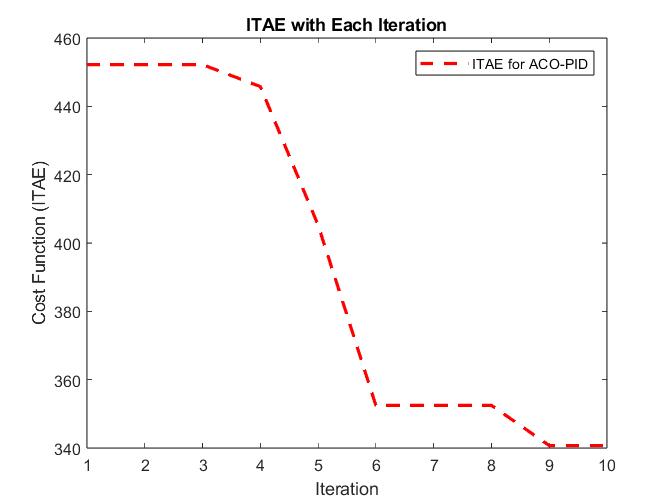 ITAE with Each Iteration
460
ITAE for ACO-PID
440
420
400
380
360
340
Cost Function (ITAE)
1 2 3 4 5 6 7 8 9 10
Iteration